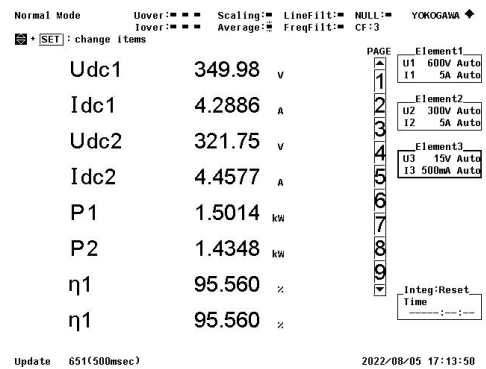 Normal Mode Uover: Scaling: LineFilt: NULL: YOKOGAWA
Iover: Average: FreqFilt: CF:3
+ SET : change items
PAGE
1
2
3
4
5
6
7
8
9
Udc1 349.98 V
Idc1 4.2886 A
Udc2 321.75 V
Idc2 4.4577 A
P1 1.5014 kW
P2 1.4348 kW
η1 95.560 %
η1 95.560 %
Element1
U1 600V Auto
I1 5A Auto
Element2
U2 300V Auto
I2 5A Auto
Element3
U3 15V Auto
I3 500mA Auto
Integ:Reset
Time
-----:--:--
Update 651(500msec) 2022/08/05 17:13:50